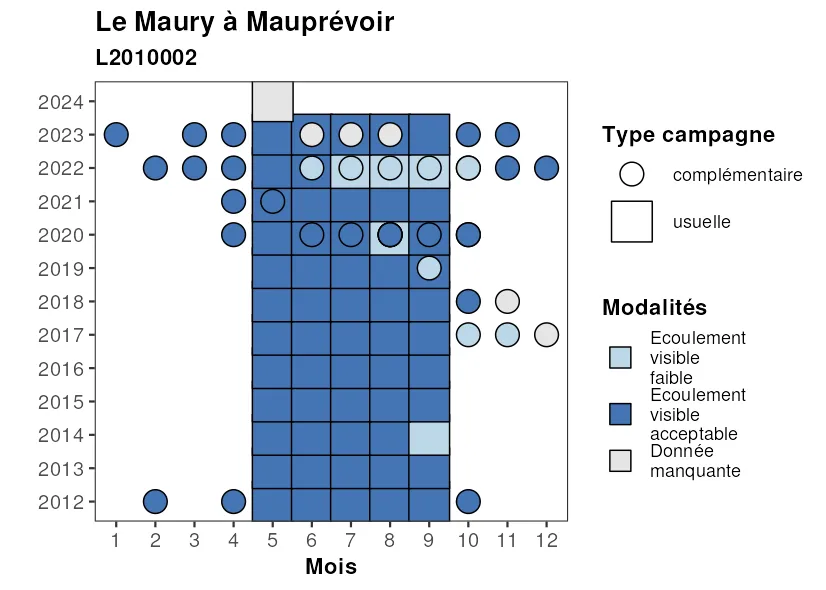 Le Maury à Mauprévoir
L2010002
2024
2023
2022
2021
2020
2019
2018
2017
2016
2015
2014
2013
2012
1 2 3 4 5 6 7 8 9 10 11 12
Mois
Type campagne
complémentaire
usuelle
Modalités
Ecoulement
visible
faible
Ecoulement
visible
acceptable
Donnée
manquante